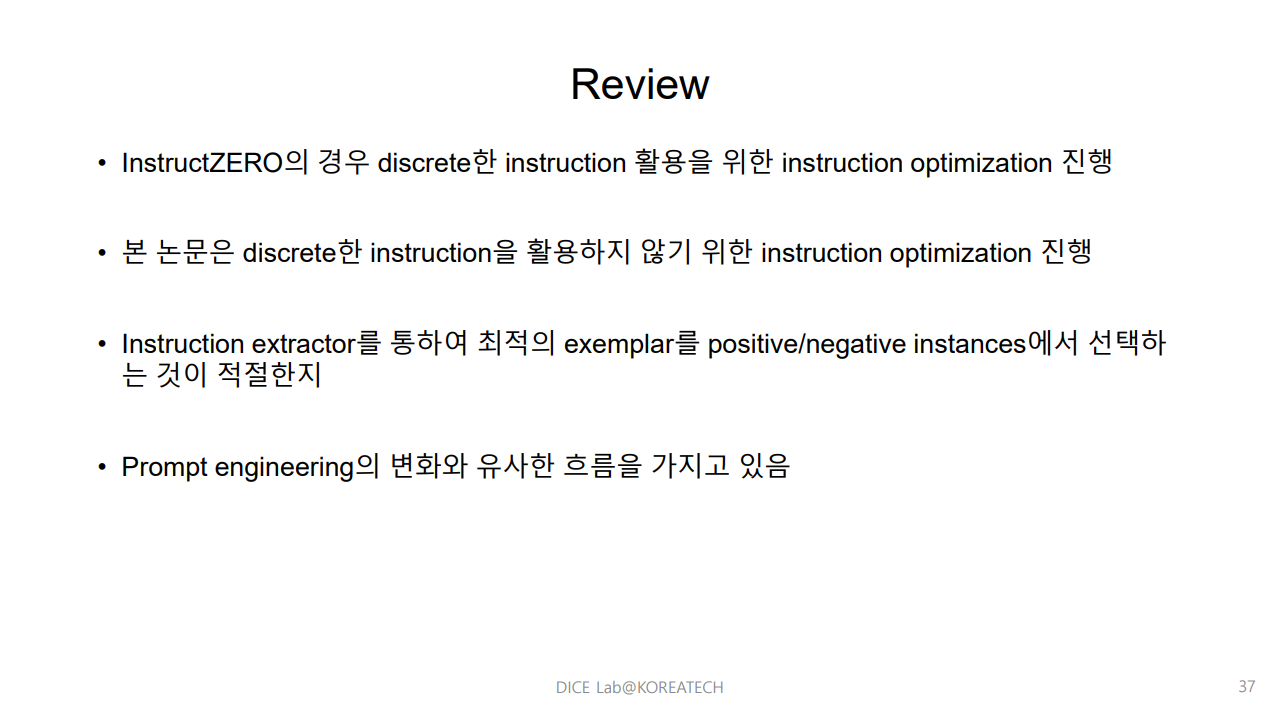 Review
• InstructZERO의 경우 discrete한 instruction 활용을 위한 instruction optimization 진행
• 본 논문은 discrete한 instruction을 활용하지 않기 위한 instruction optimization 진행
• Instruction extractor를 통하여 최적의 exemplar를 positive/negative instances에서 선택하
는 것이 적절한지
• Prompt engineering의 변화와 유사한 흐름을 가지고 있음
DICE Lab@KOREATECH
37